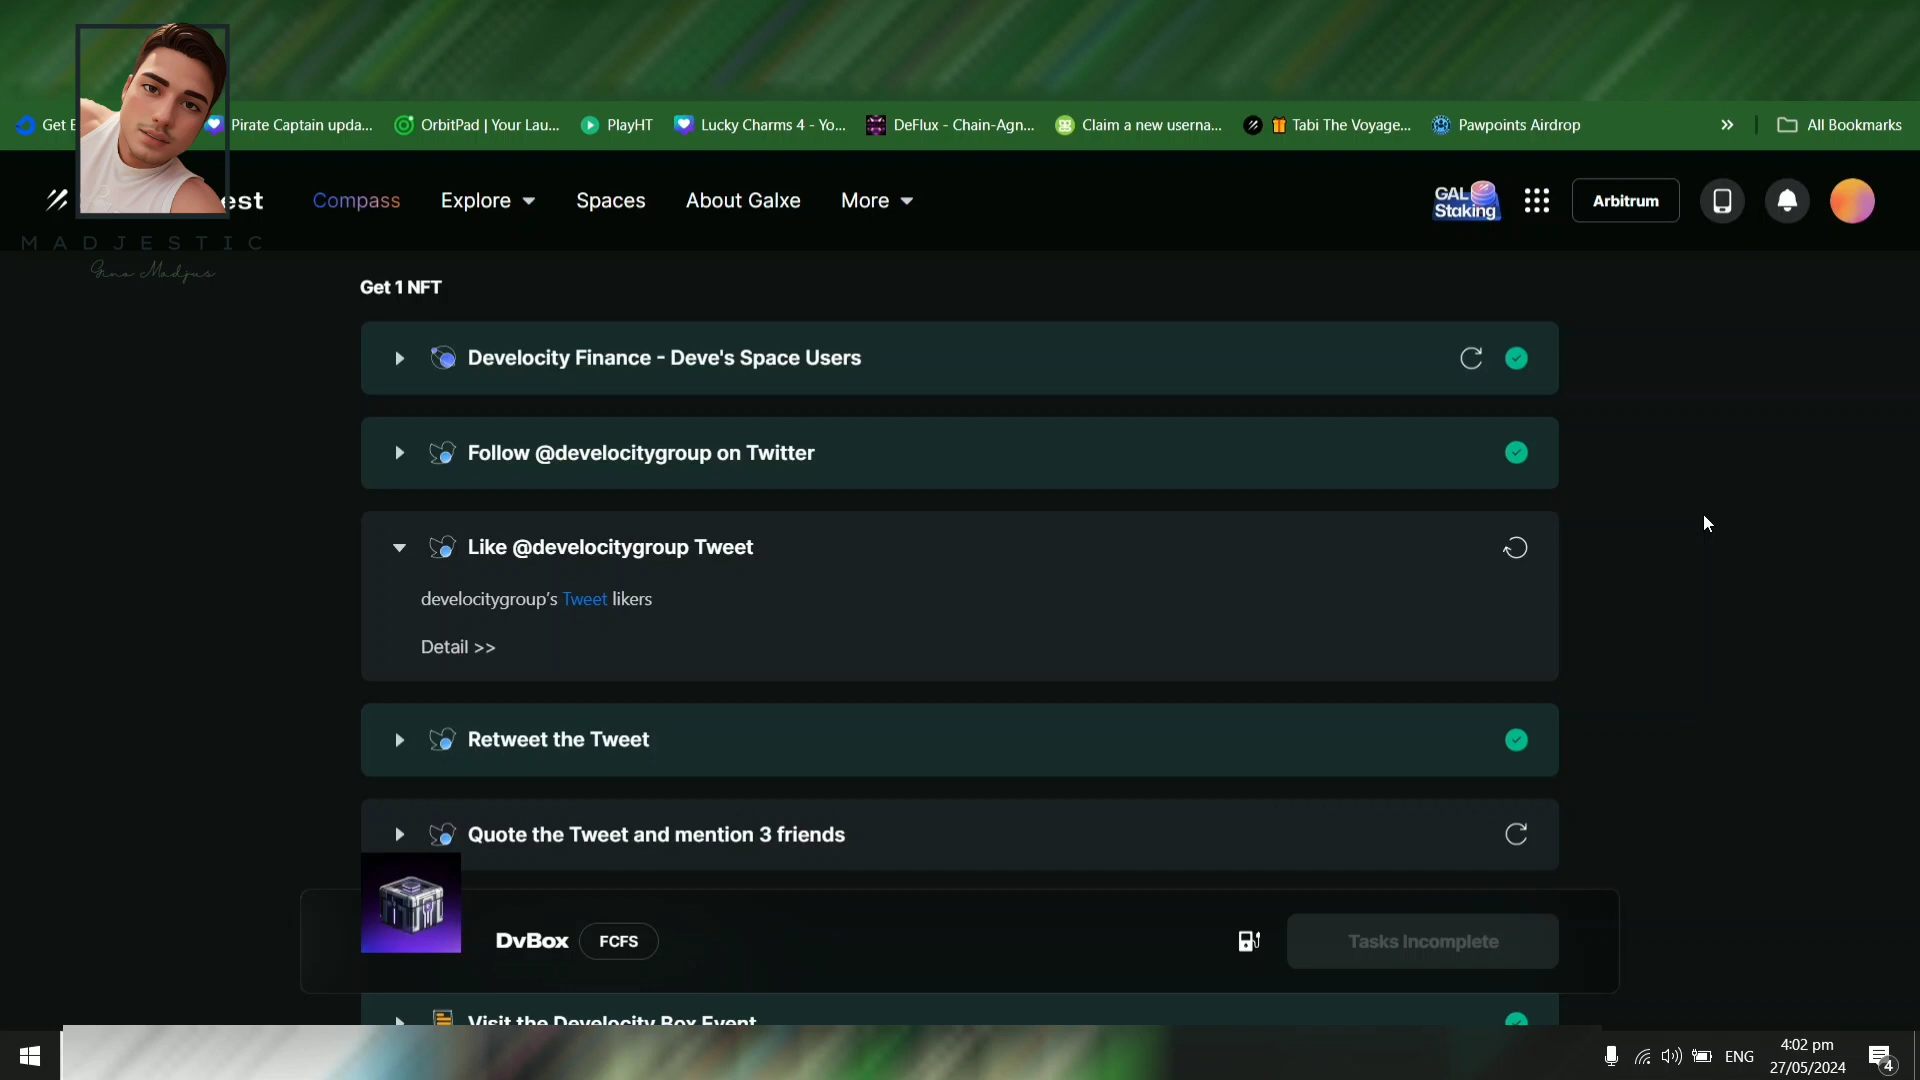 Get
Pirate Captain upda...
OrbitPad | Your Lau...
PlayHT
Lucky Charms 4 - Yo...
DeFlux - Chain-Agn...
Claim a new userna...
Tabi The Voyage...
Pawpoints Airdrop
All Bookmarks
est
Compass
Explore
Spaces
About Galxe
More
GAL
Staking
Arbitrum
MADJESTIC
Gino Madjus
Get 1 NFT
Develocity Finance - Deve's Space Users
Follow @develocitygroup on Twitter
Like @develocitygroup Tweet
develocitygroup's Tweet likers
Detail >>
Retweet the Tweet
Quote the Tweet and mention 3 friends
DvBox
FCFS
Tasks Incomplete
Visit the Develocity Box Event
ENG
4:02 pm
27/05/2024
4